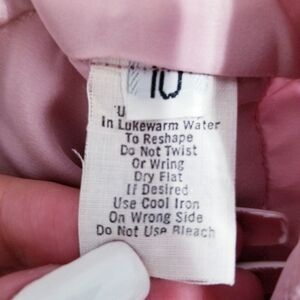 10
In Lukewarm Water
To Reshape
Do Not Twist
Or Wring
Dry Flat
If Desired
Use Cool Iron
On Wrong Side
Do Not Use Bleach